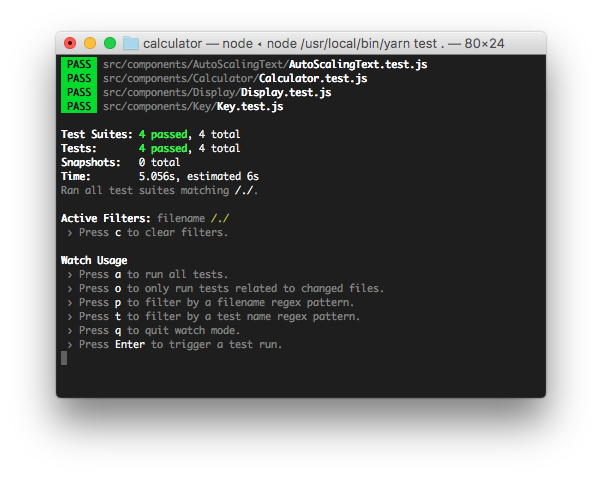 calculator — node ◂ node /usr/local/bin/yarn test . — 80×24
PASS src/components/AutoScalingText/AutoScalingText.test.js
PASS src/components/Calculator/Calculator.test.js
PASS src/components/Display/Display.test.js
PASS src/components/Key/Key.test.js
Test Suites: 4 passed, 4 total
Tests: 4 passed, 4 total
Snapshots: 0 total
Time: 5.056s, estimated 6s
Ran all test suites matching /./.
Active Filters: filename /./
› Press c to clear filters.
Watch Usage
› Press a to run all tests.
› Press o to only run tests related to changed files.
› Press p to filter by a filename regex pattern.
› Press t to filter by a test name regex pattern.
› Press q to quit watch mode.
› Press Enter to trigger a test run.